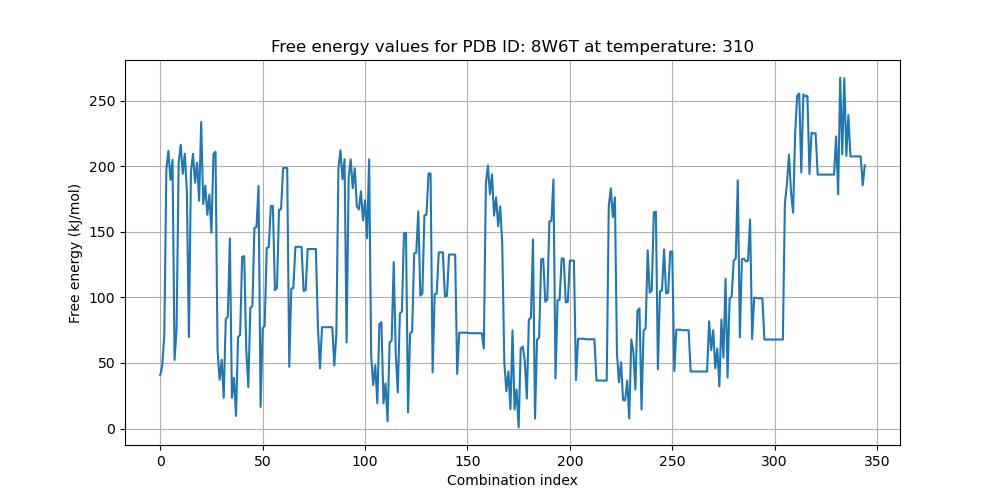 Free energy values for PDB ID: 8W6T at temperature: 310
Free energy (kJ/mol)
250
200
150
100
50
0
0 50 100 150 200 250 300 350
Combination index